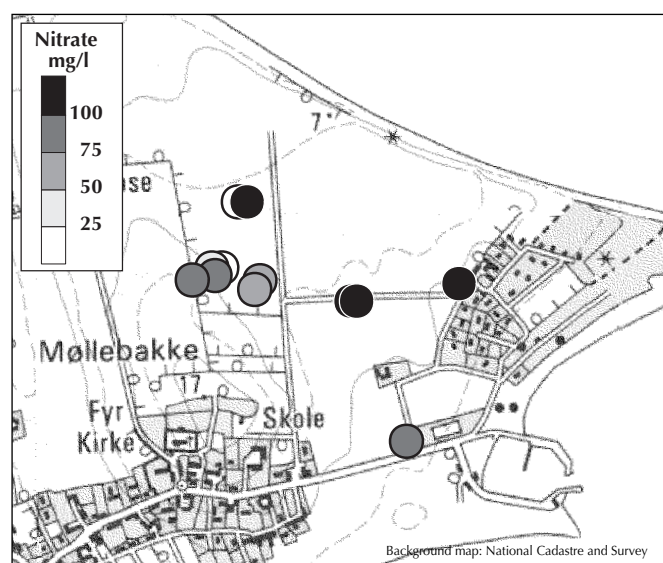 Nitrate
mg/l
100
75
50
25
7
Møllebakke
17
Fyr
Kirke
Skole
Background map: National Cadastre and Survey